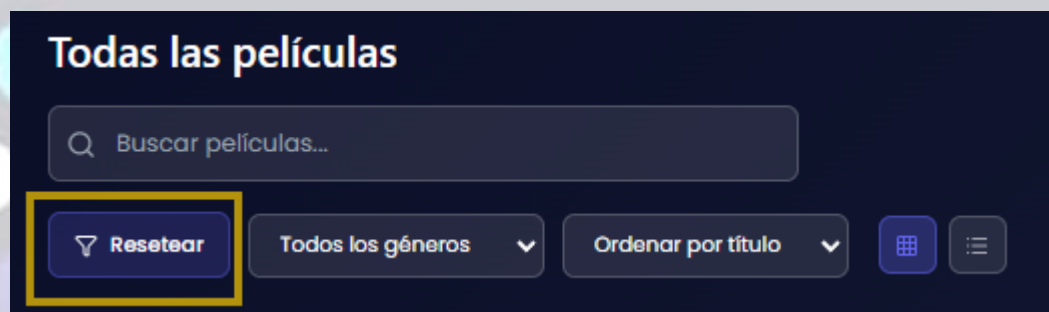 Todas las películas
Buscar películas...
Resetear Todos los géneros Ordenar por título